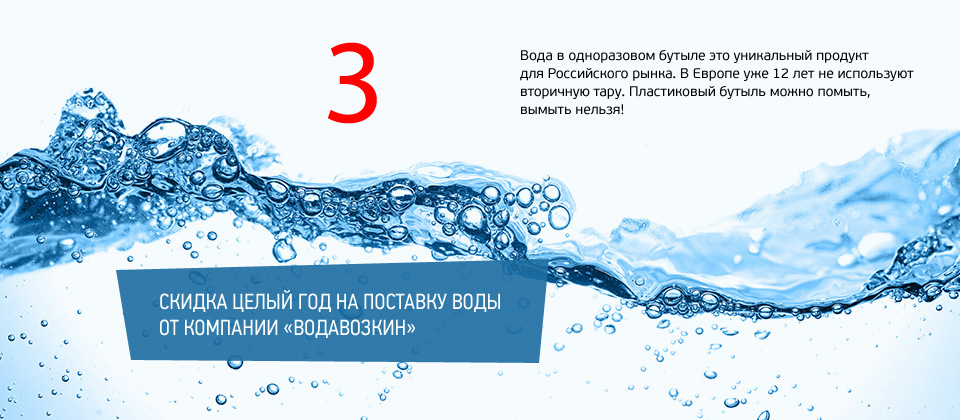 3
Вода в одноразовом бутыле это уникальный продукт
для Российского рынка. В Европе уже 12 лет не используют
вторичную тару. Пластиковый бутыль можно помыть,
вымыть нельзя!
СКИДКА ЦЕЛЫЙ ГОД НА ПОСТАВКУ ВОДЫ
ОТ КОМПАНИИ «ВОДАВОЗКИН»